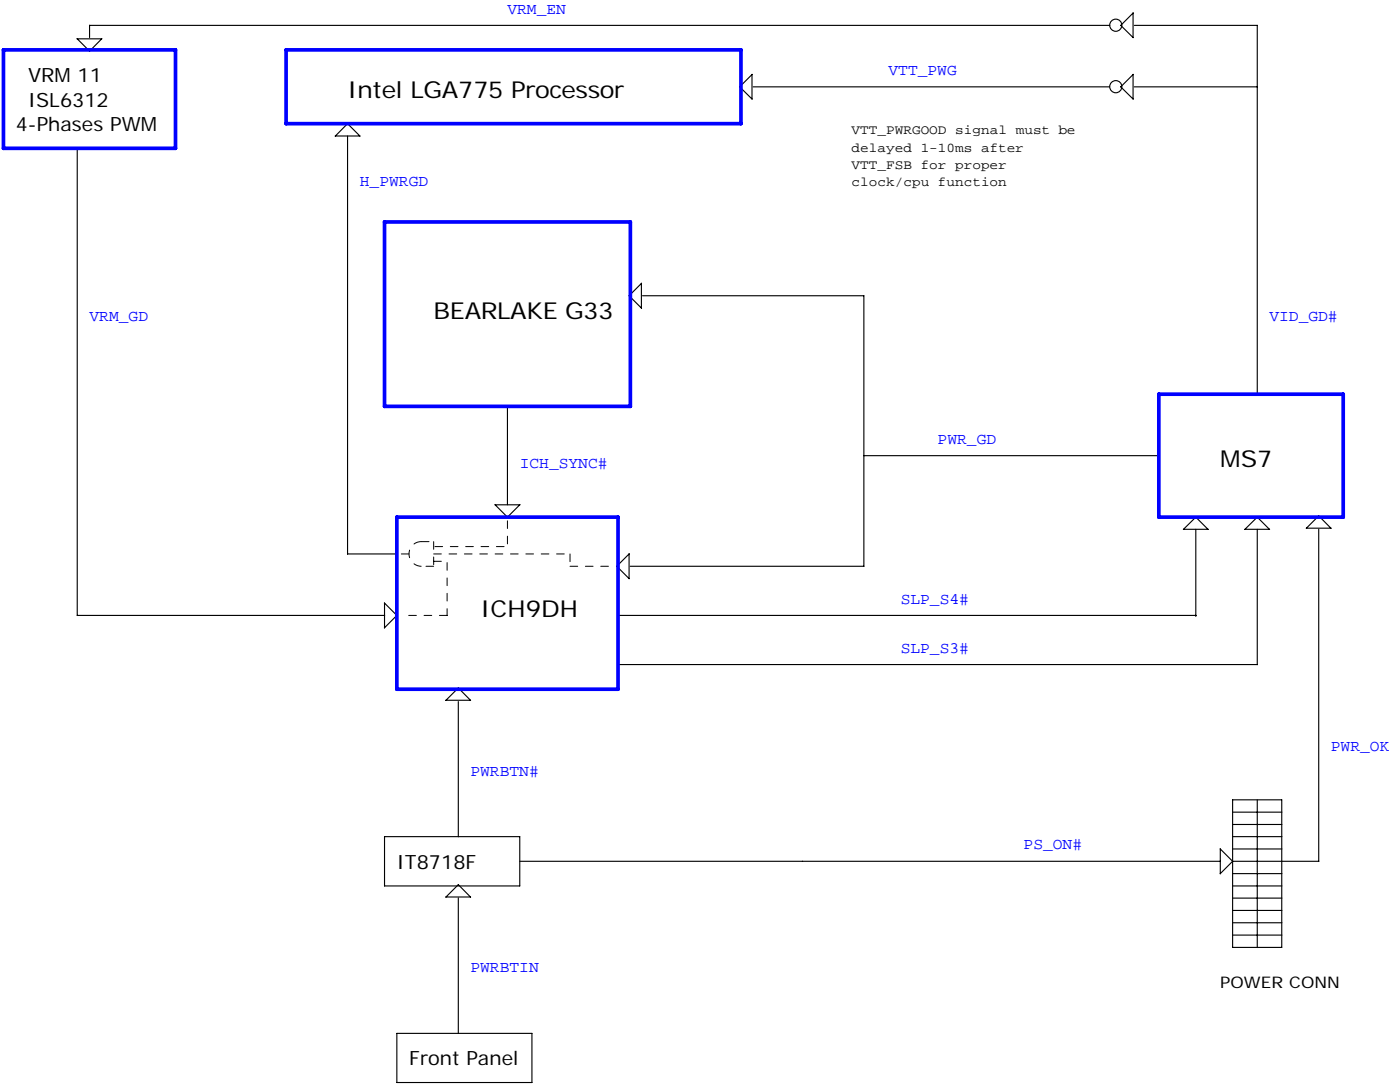 VRM_EN
VRM 11
ISL6312
4-Phases PWM
Intel LGA775 Processor
VTT_PWG
VTT_PWRGOOD signal must be
delayed 1-10ms after
VTT_FSB for proper
clock/cpu function
H_PWRGD
BEARLAKE G33
VRM_GD
VID_GD#
PWR_GD
MS7
ICH_SYNC#
ICH9DH
SLP_S4#
SLP_S3#
PWR_OK
PWRBTN#
PS_ON#
IT8718F
PWRBTIN
POWER CONN
Front Panel